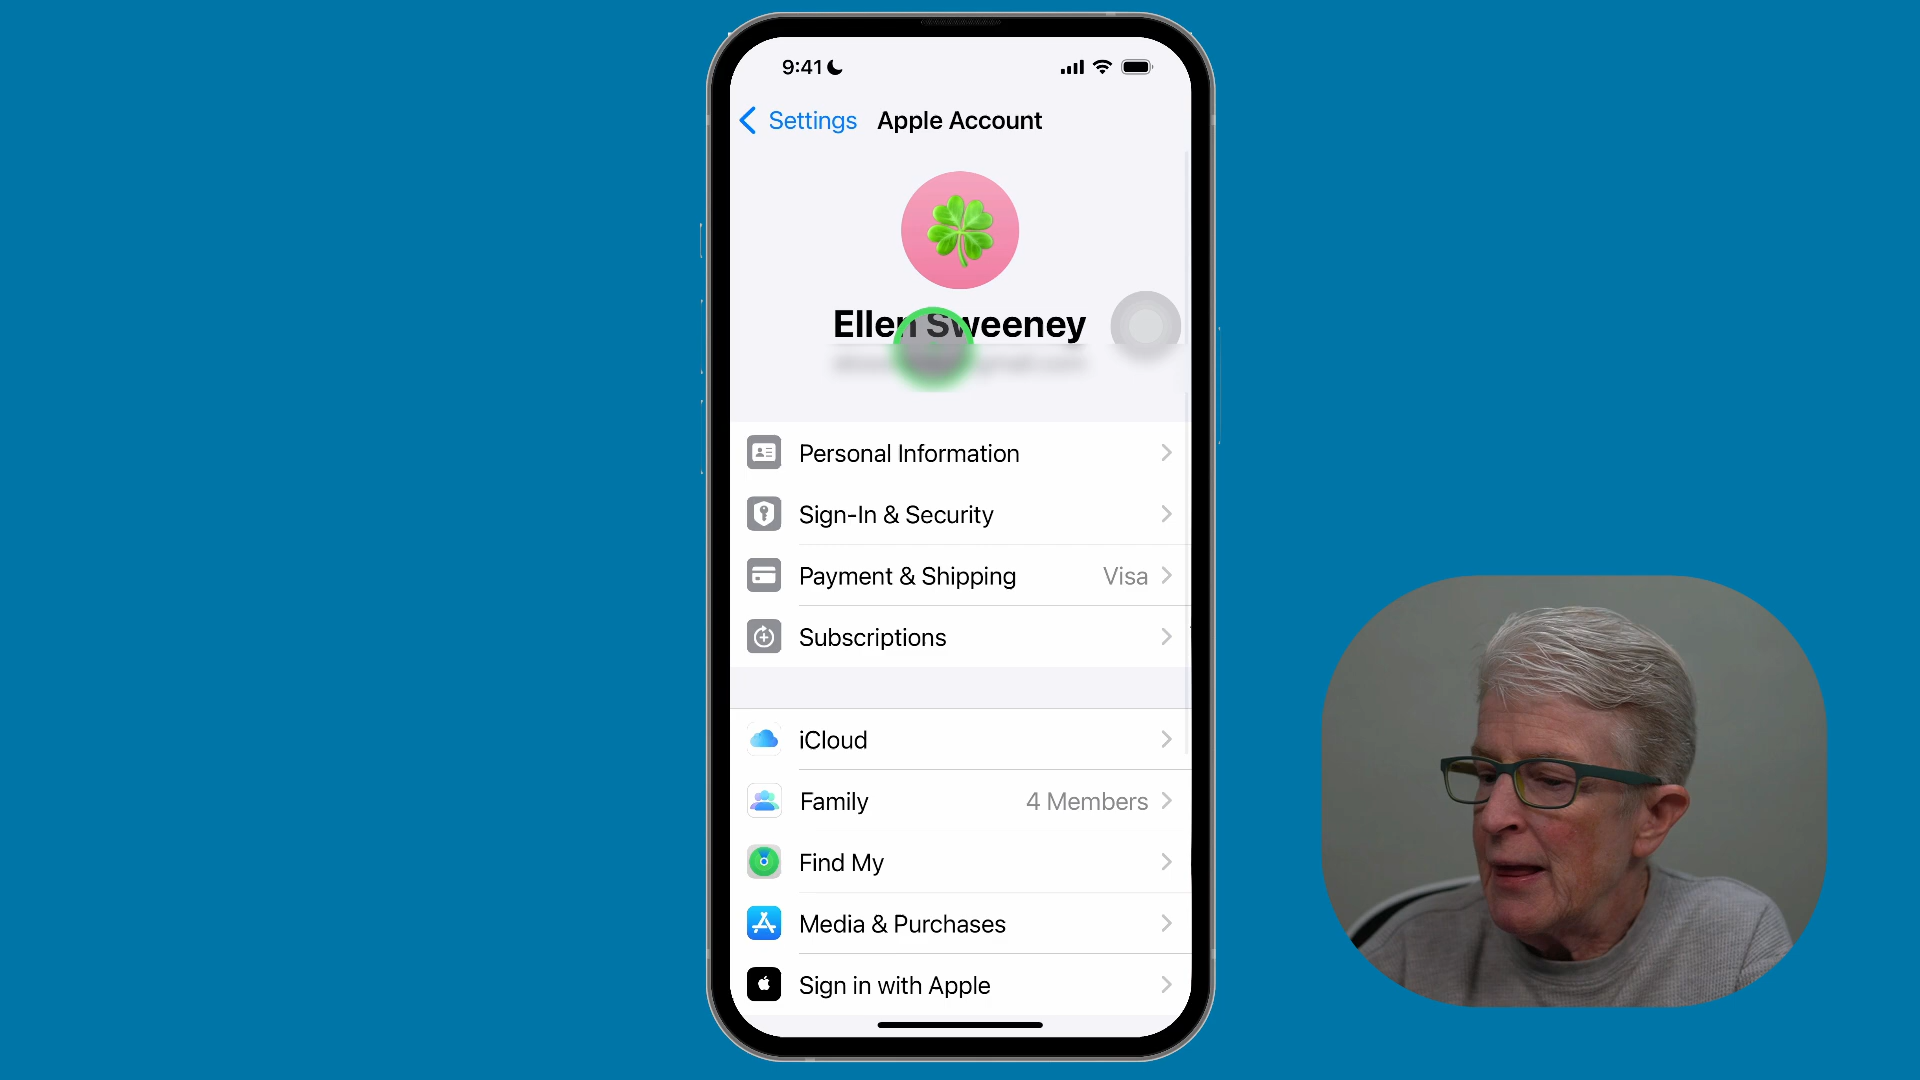 9:41
Settings Apple Account
Ellen Sweeney
Personal Information
Sign-In & Security
Payment & Shipping Visa
Subscriptions
iCloud
Family 4 Members
Find My
Media & Purchases
Sign in with Apple